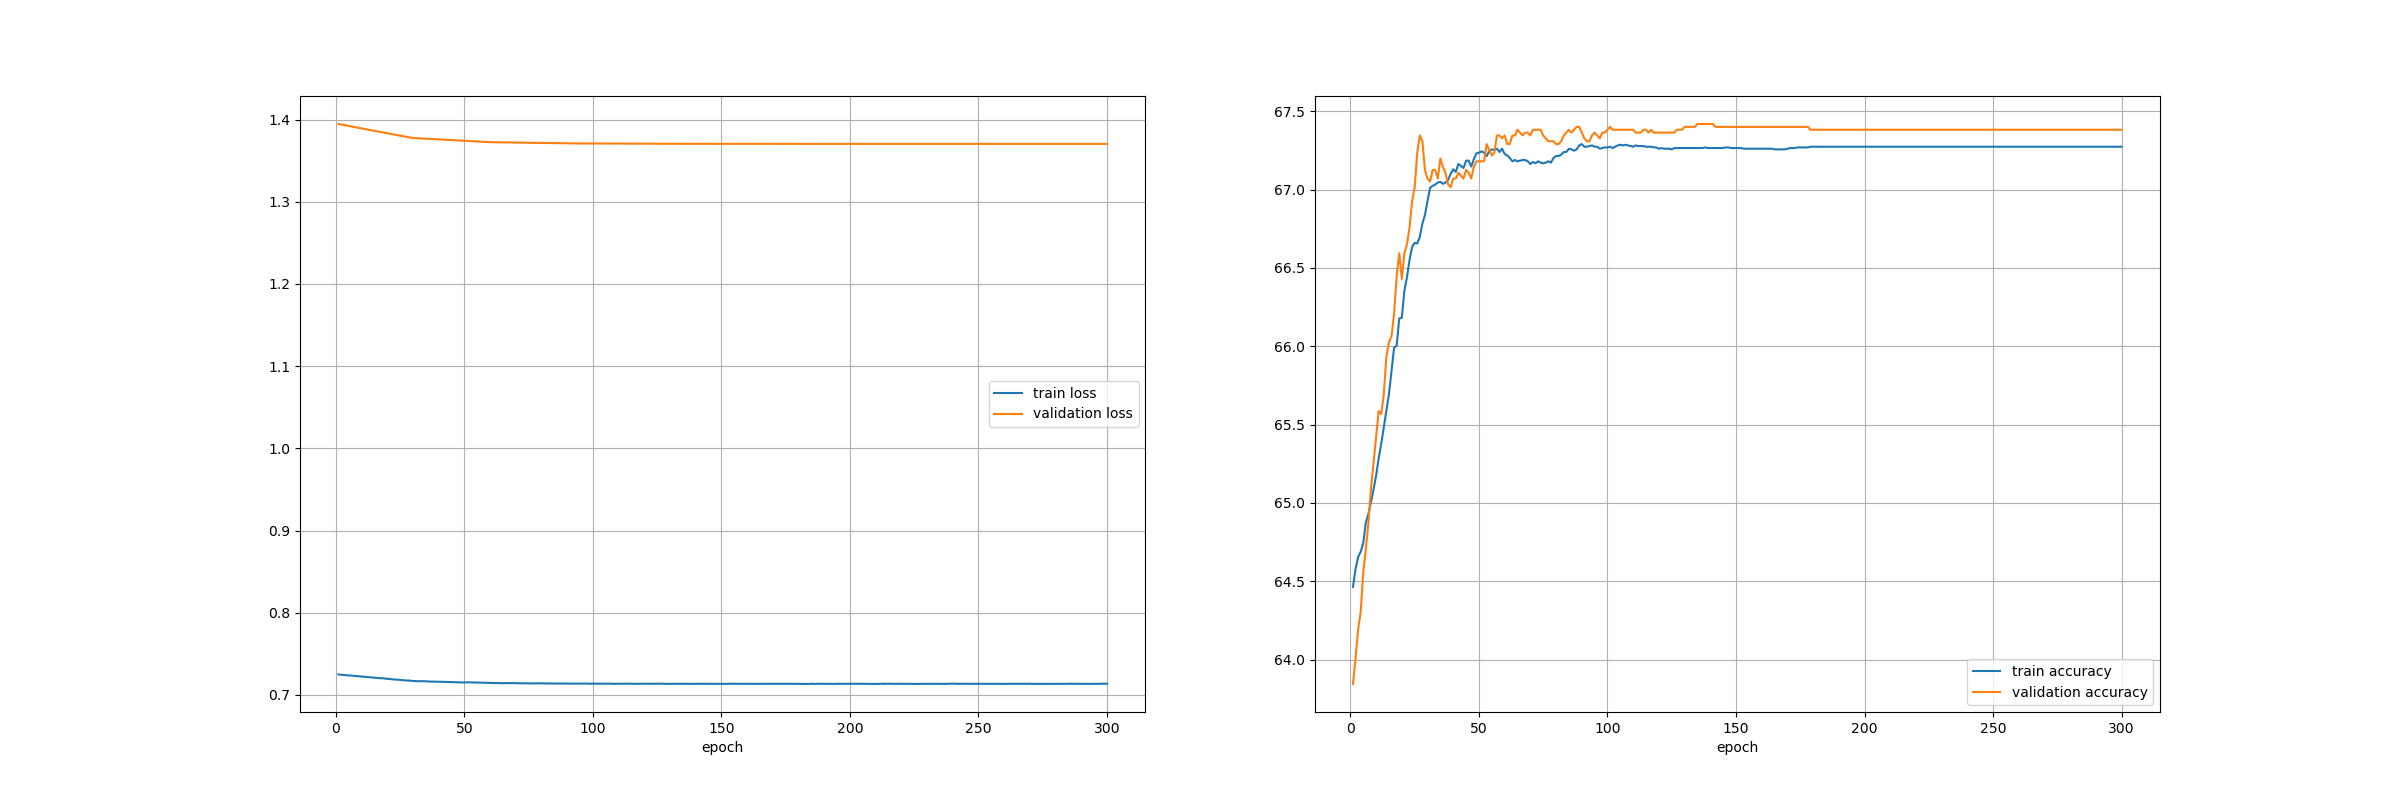 1.4
1.3
1.2
1.1
1.0
0.9
0.8
0.7
0 50 100 150 200 250 300
epoch
train loss
validation loss
67.5
67.0
66.5
66.0
65.5
65.0
64.5
64.0
0 50 100 150 200 250 300
epoch
train accuracy
validation accuracy